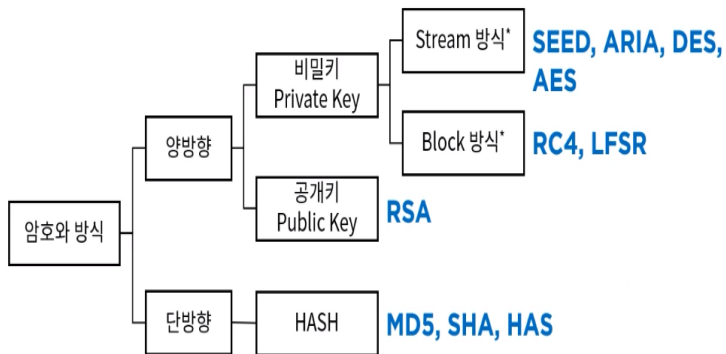 Stream 방식*
SEED, ARIA, DES,
AES
비밀키
Private Key
Block 방식*
RC4, LFSR
양방향
공개키
Public Key
RSA
암호와 방식
단방향
HASH
MD5, SHA, HAS